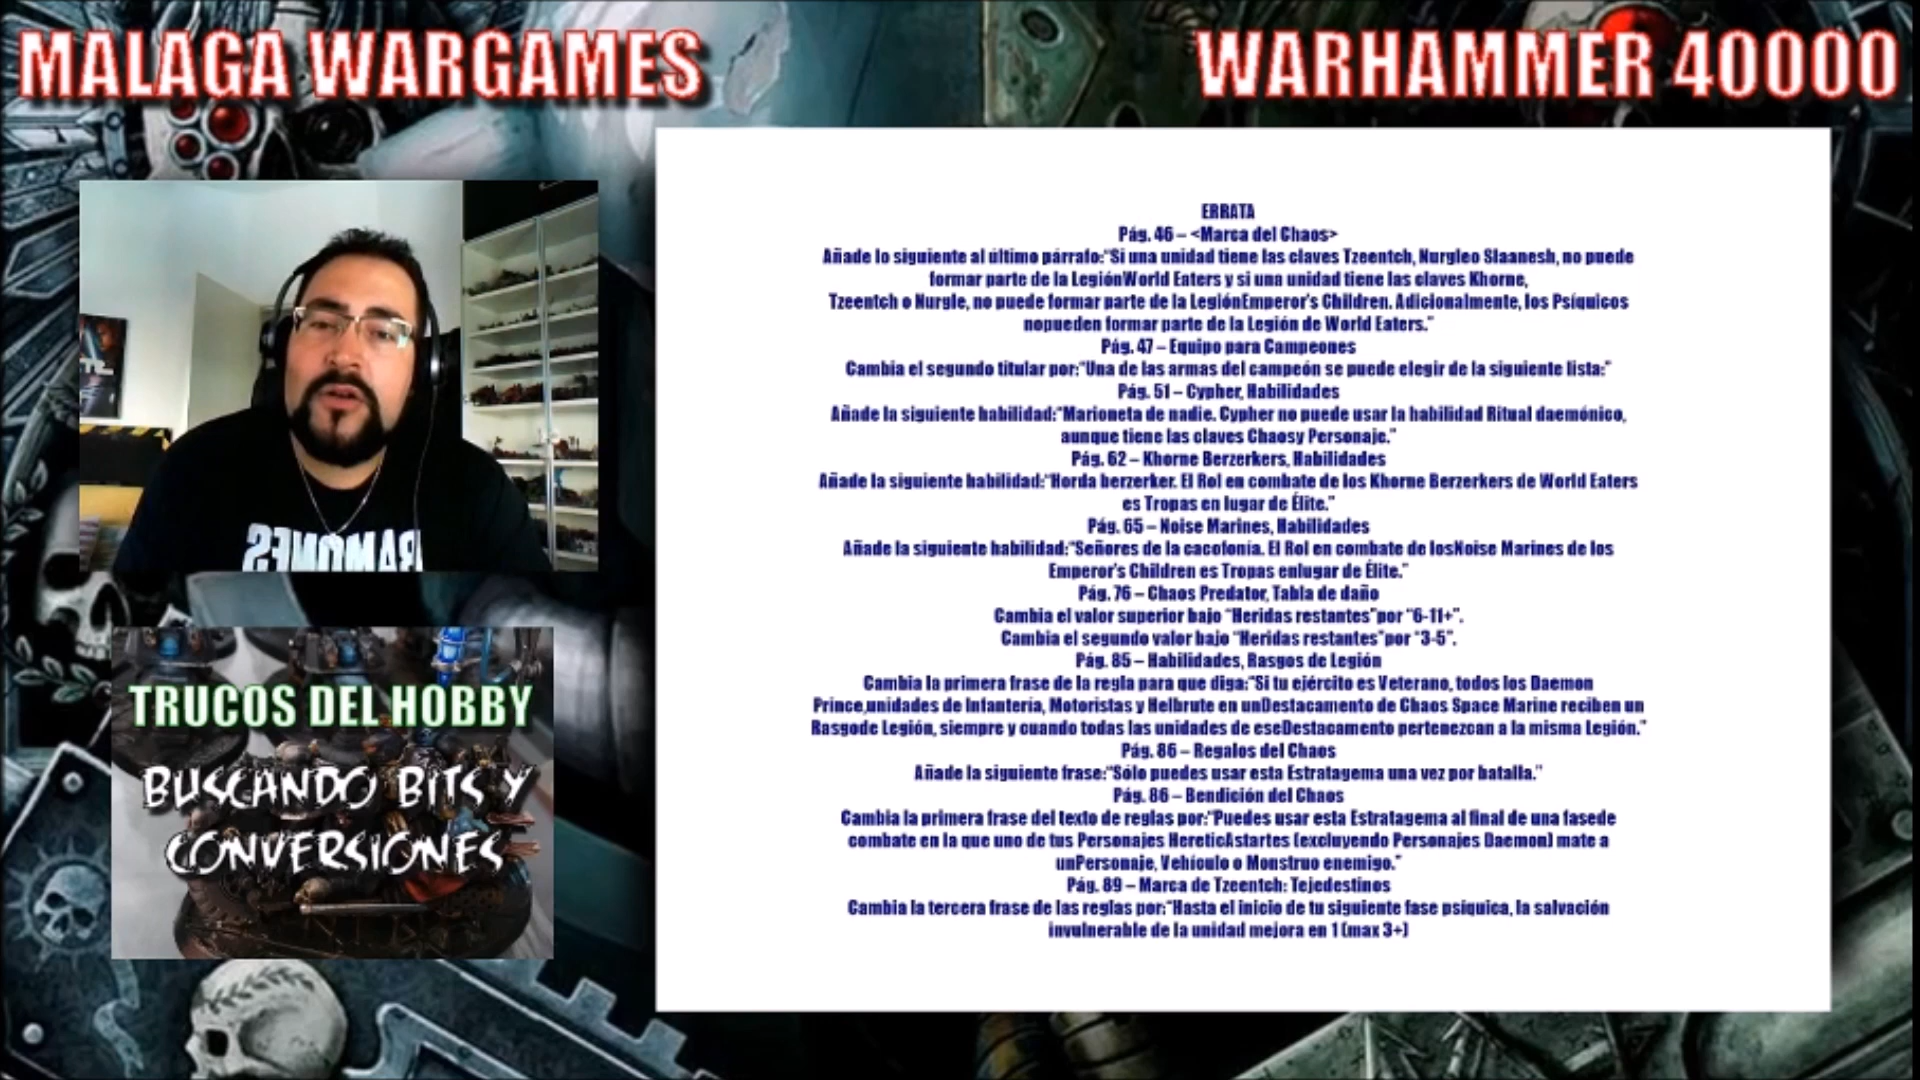 MALAGA WARGAMES
WARHAMMER 40000
ERRATA
Pág. 46 – <Marca del Chaos>
Añade lo siguiente al último párrafo:“Si una unidad tiene las claves Tzeentch, Nurgleo Slaanesh, no puede
formar parte de la LegiónWorld Eaters y si una unidad tiene las claves Khorne,
Tzeentch o Nurgle, no puede formar parte de la LegiónEmperor's Children. Adicionalmente, los Psíquicos
nopueden formar parte de la Legión de World Eaters.”
Pág. 47 – Equipo para Campeones
Cambia el segundo titular por:“Una de las armas del campeón se puede elegir de la siguiente lista:”
Pág. 51 – Cypher, Habilidades
Añade la siguiente habilidad:“Marioneta de nadie. Cypher no puede usar la habilidad Ritual daemónico,
aunque tiene las claves Chaosy Personaje.”
Pág. 62 – Khorne Berzerkers, Habilidades
Añade la siguiente habilidad:“Horda berzerker. El Rol en combate de los Khorne Berzerkers de World Eaters
es Tropas en lugar de Élite.”
Pág. 65 – Noise Marines, Habilidades
Añade la siguiente habilidad:“Señores de la cacofonía. El Rol en combate de losNoise Marines de los
Emperor's Children es Tropas enlugar de Élite.”
Pág. 76 – Chaos Predator, Tabla de daño
Cambia el valor superior bajo “Heridas restantes”por “6-11+”.
Cambia el segundo valor bajo “Heridas restantes”por “3-5”.
Pág. 85 – Habilidades, Rasgos de Legión
Cambia la primera frase de la regla para que diga:“Si tu ejército es Veterano, todos los Daemon
Prince,unidades de Infantería, Motoristas y Helbrute en unDestacamento de Chaos Space Marine reciben un
Rasgode Legión, siempre y cuando todas las unidades de eseDestacamento pertenezcan a la misma Legión.”
Pág. 86 – Regalos del Chaos
Añade la siguiente frase:“Sólo puedes usar esta Estratagema una vez por batalla.”
Pág. 86 – Bendición del Chaos
Cambia la primera frase del texto de reglas por:“Puedes usar esta Estratagema al final de una fasede
combate en la que uno de tus Personajes HereticAstartes (excluyendo Personajes Daemon) mate a
unPersonaje, Vehículo o Monstruo enemigo.”
Pág. 89 – Marca de Tzeentch: Tejedestinos
Cambia la tercera frase de las reglas por:“Hasta el inicio de tu siguiente fase psíquica, la salvación
invulnerable de la unidad mejora en 1 (max 3+)
RAMONES
TRUCOS DEL HOBBY
BUSCANDO BITS Y
CONVERSIONES